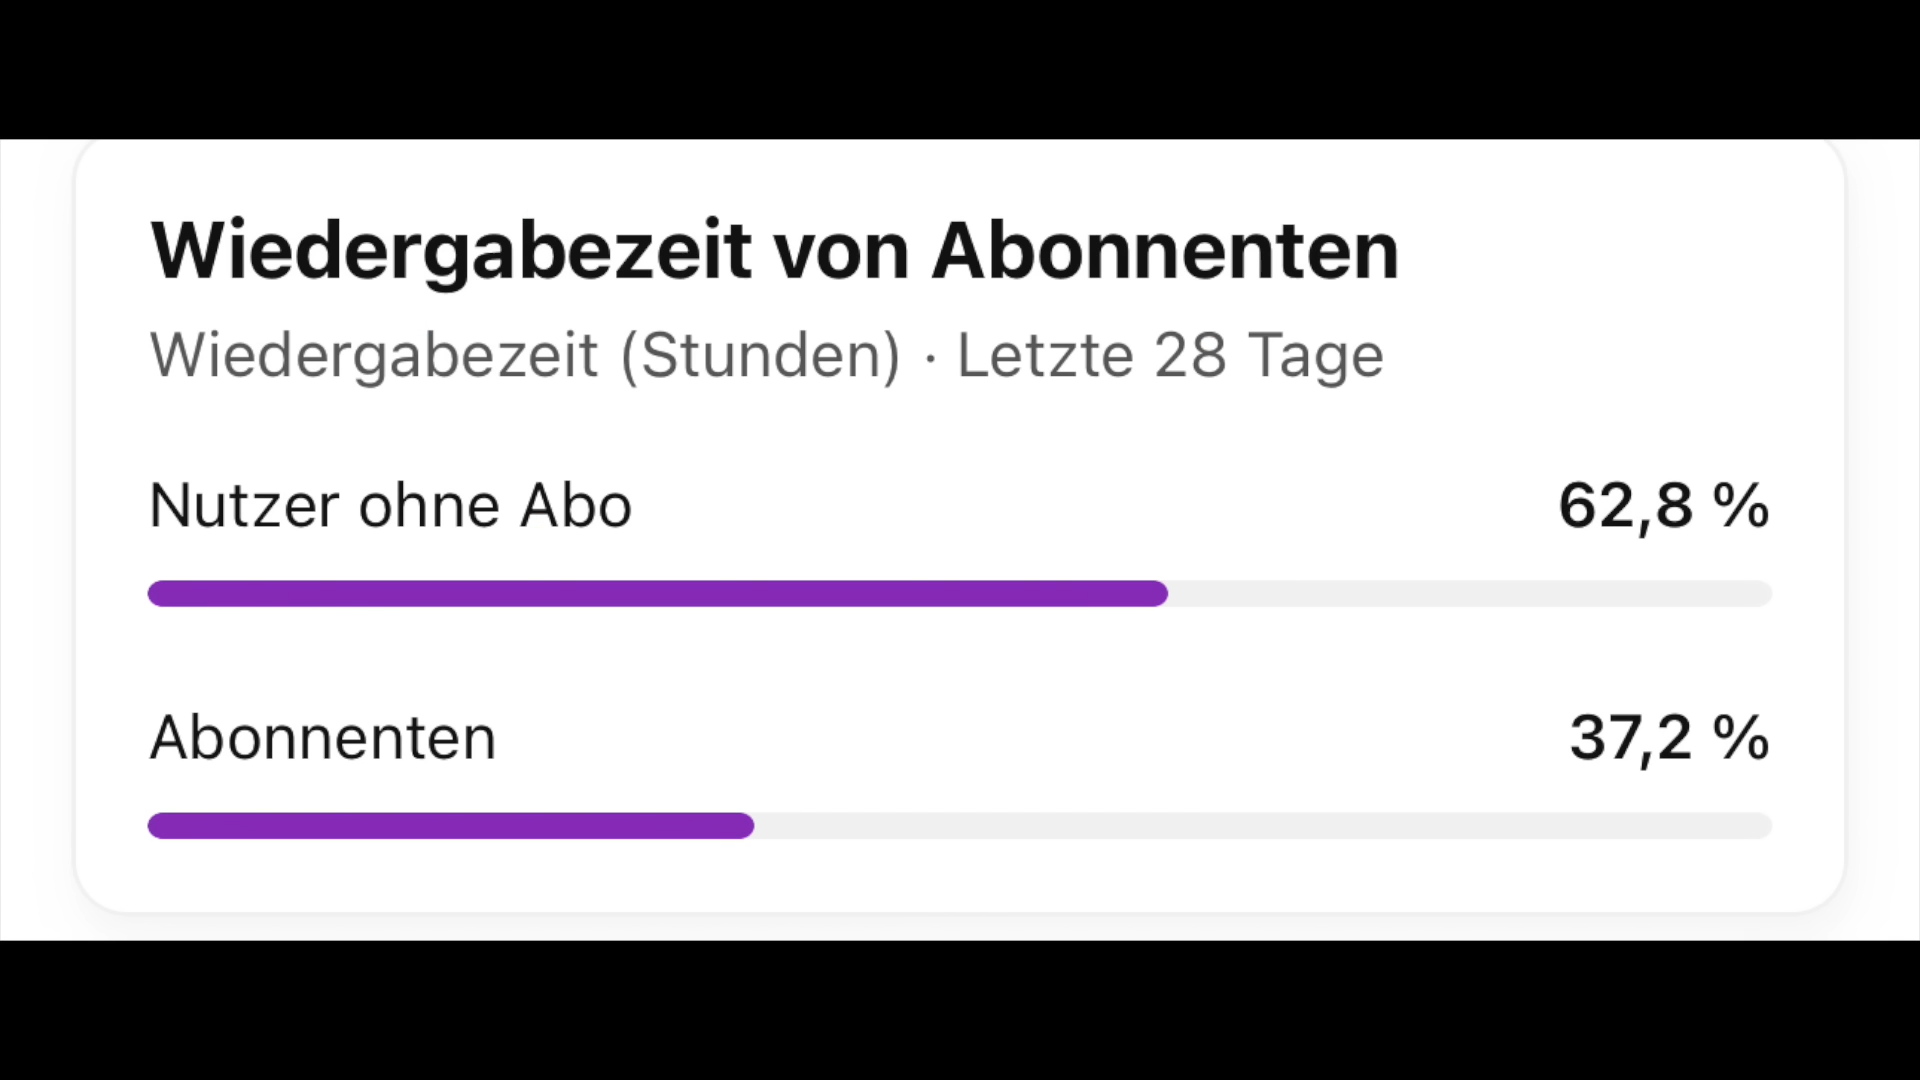 Wiedergabezeit von Abonnenten
Wiedergabezeit (Stunden) · Letzte 28 Tage
Nutzer ohne Abo 62,8 %
Abonnenten 37,2 %